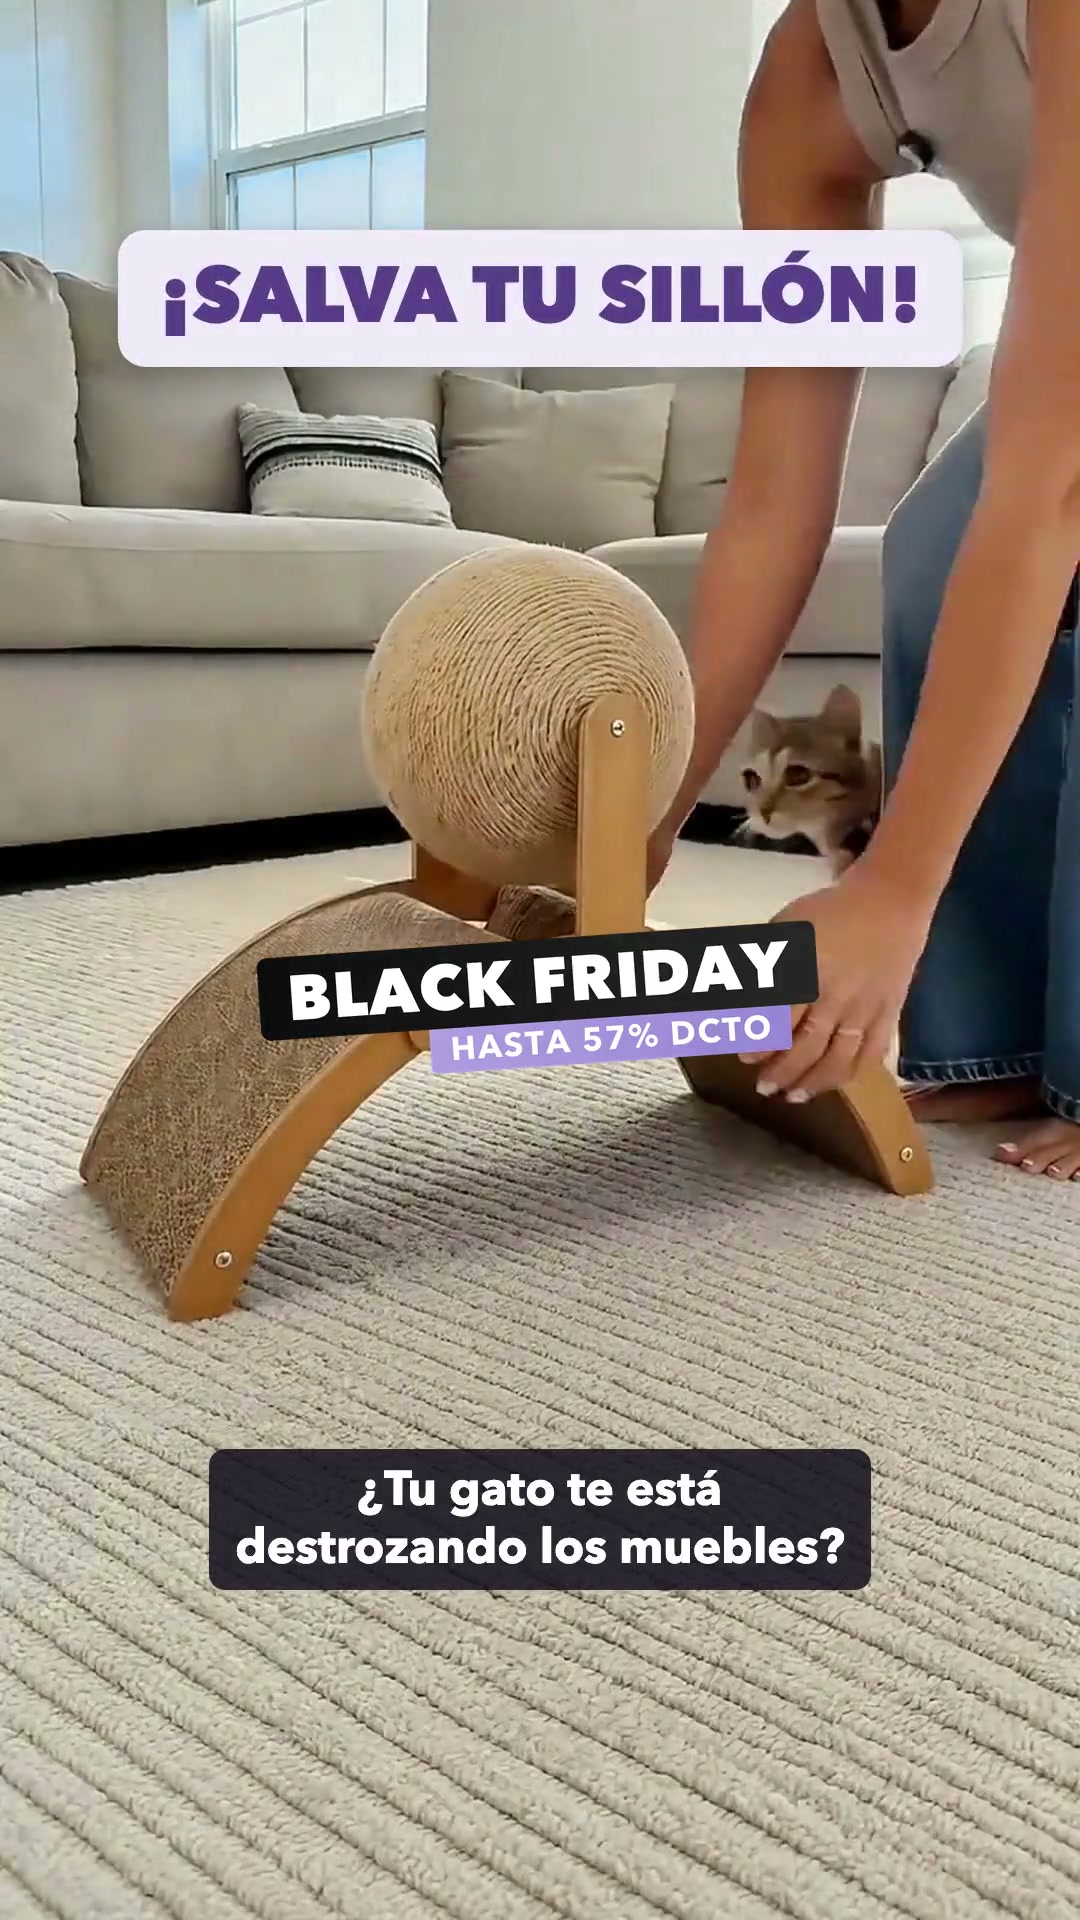 ¡SALVA TU SILLÓN!
BLACK FRIDAY
HASTA 57% DCTO
¿Tu gato te está
destrozando los muebles?